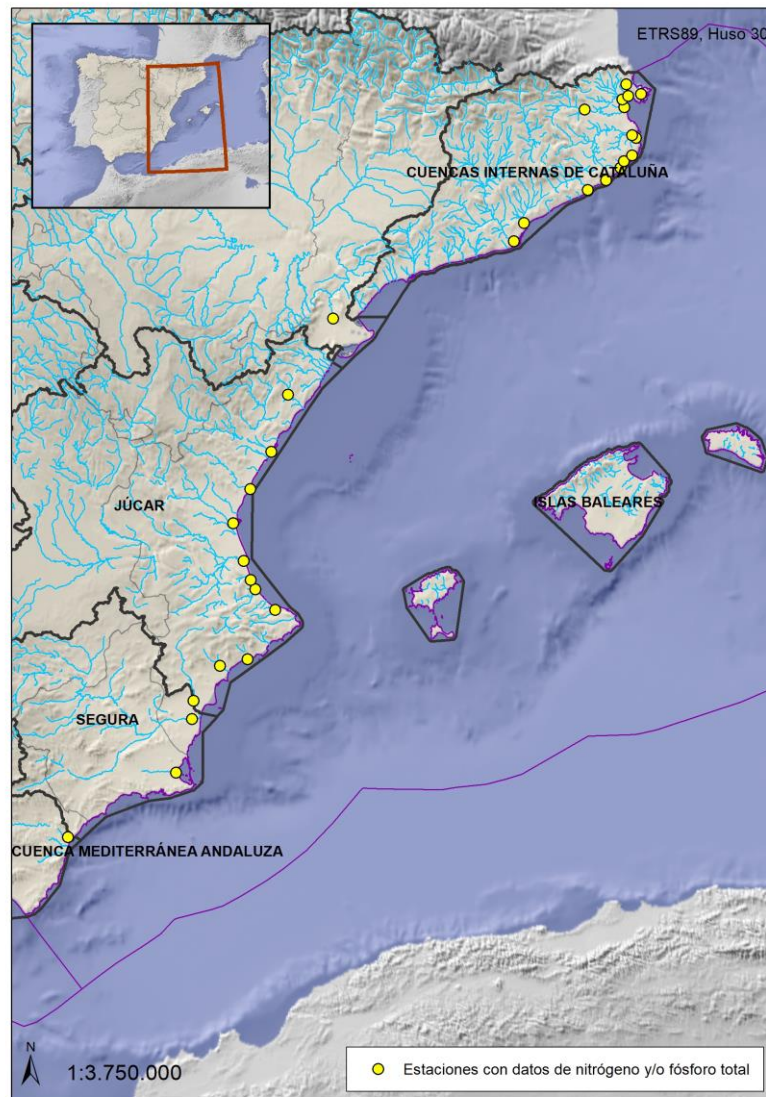 ETRS89, Huso 30
CUENCAS INTERNAS DE CATALUÑA
ISLAS BALEARES
JÚCAR
SEGURA
CUENCA MEDITERRÁNEA ANDALUZA
N
1:3.750.000
Estaciones con datos de nitrógeno y/o fósforo total